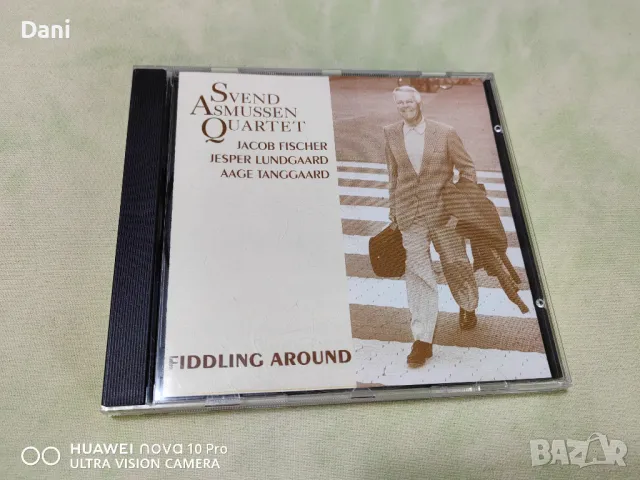 Dani
SVEND
ASMUSSEN
QUARTET
JACOB FISCHER
JESPER LUNDGAARD
AAGE TANGGAARD
FIDDLING AROUND
HUAWEI nova 10 Pro
ULTRA VISION CAMERA
BAZAR